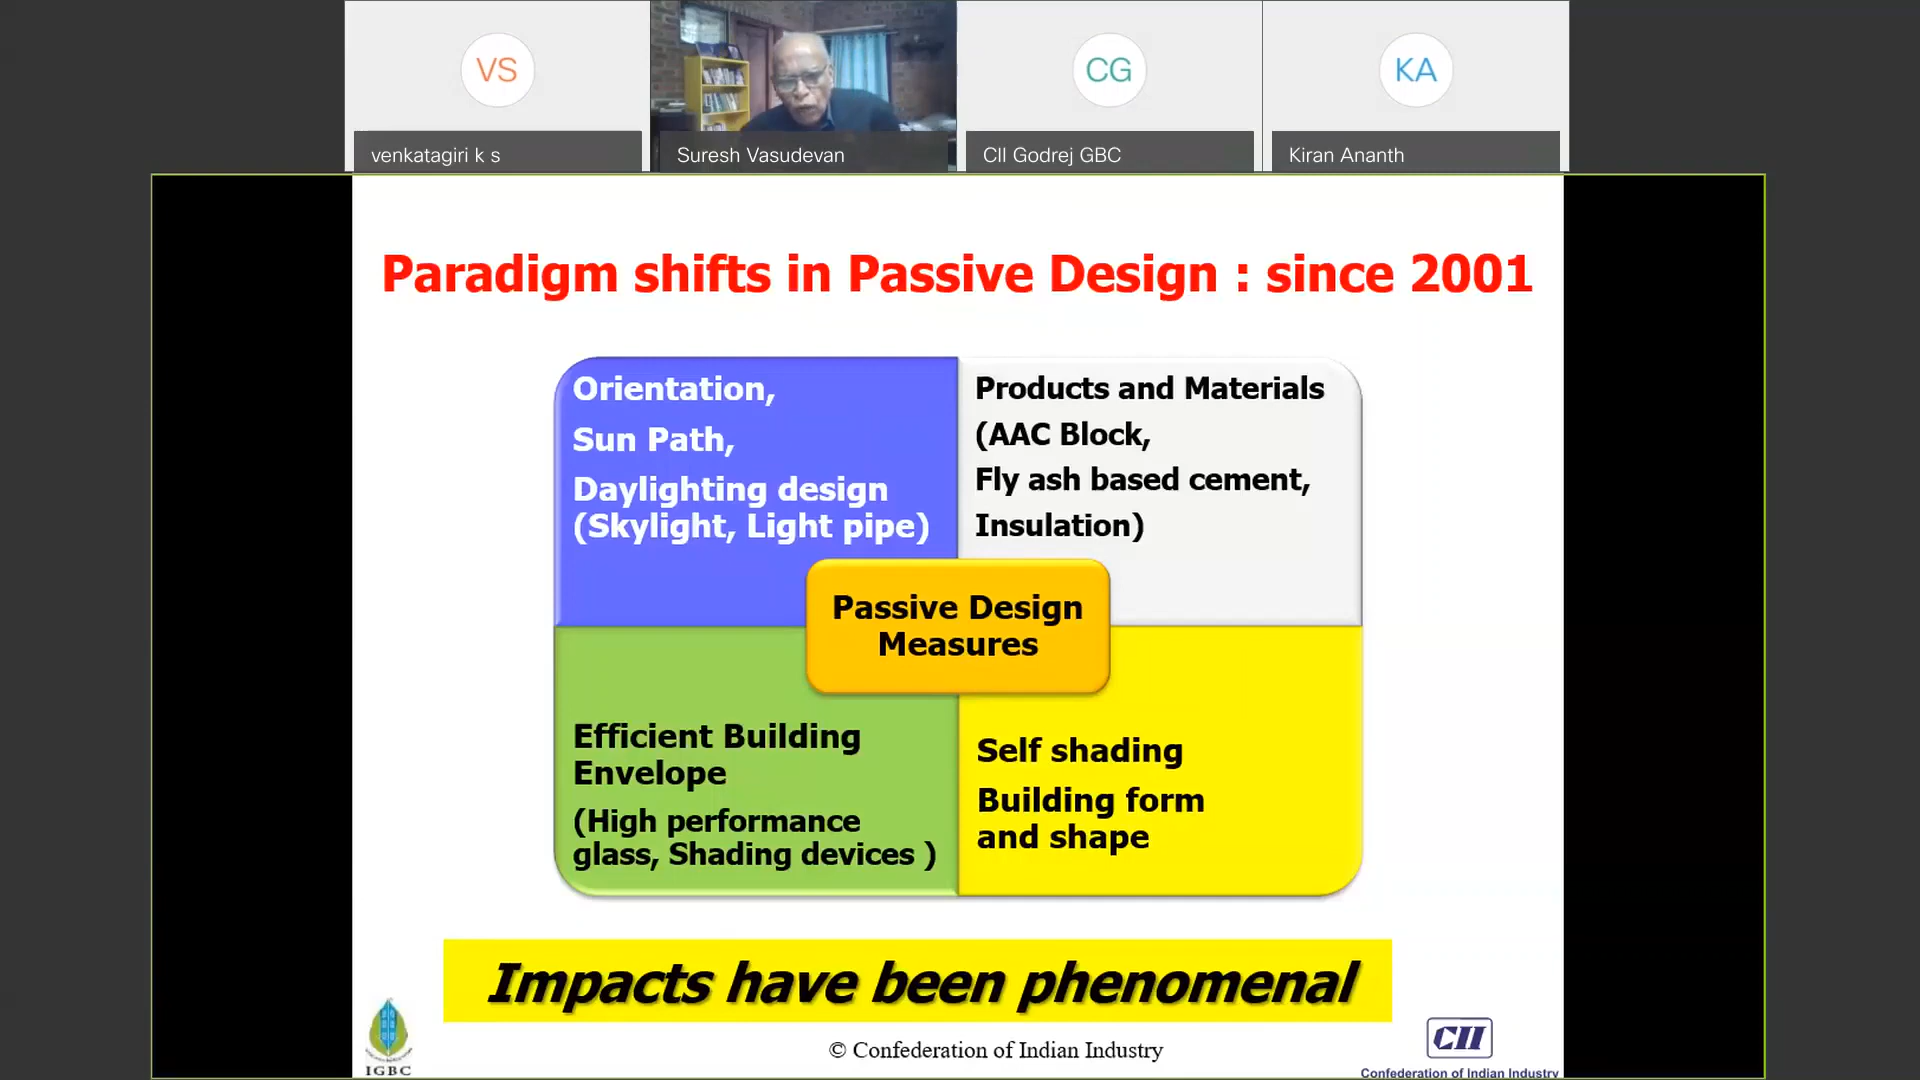 VS
CG
KA
venkatagiri k s
Suresh Vasudevan
CII Godrej GBC
Kiran Ananth
Paradigm shifts in Passive Design : since 2001
Orientation,
Sun Path,
Daylighting design
(Skylight, Light pipe)
Products and Materials
(AAC Block,
Fly ash based cement,
Insulation)
Passive Design
Measures
Efficient Building
Envelope
(High performance
glass, Shading devices )
Self shading
Building form
and shape
Impacts have been phenomenal
IGBC
© Confederation of Indian Industry
CII
Confederation of Indian Industry